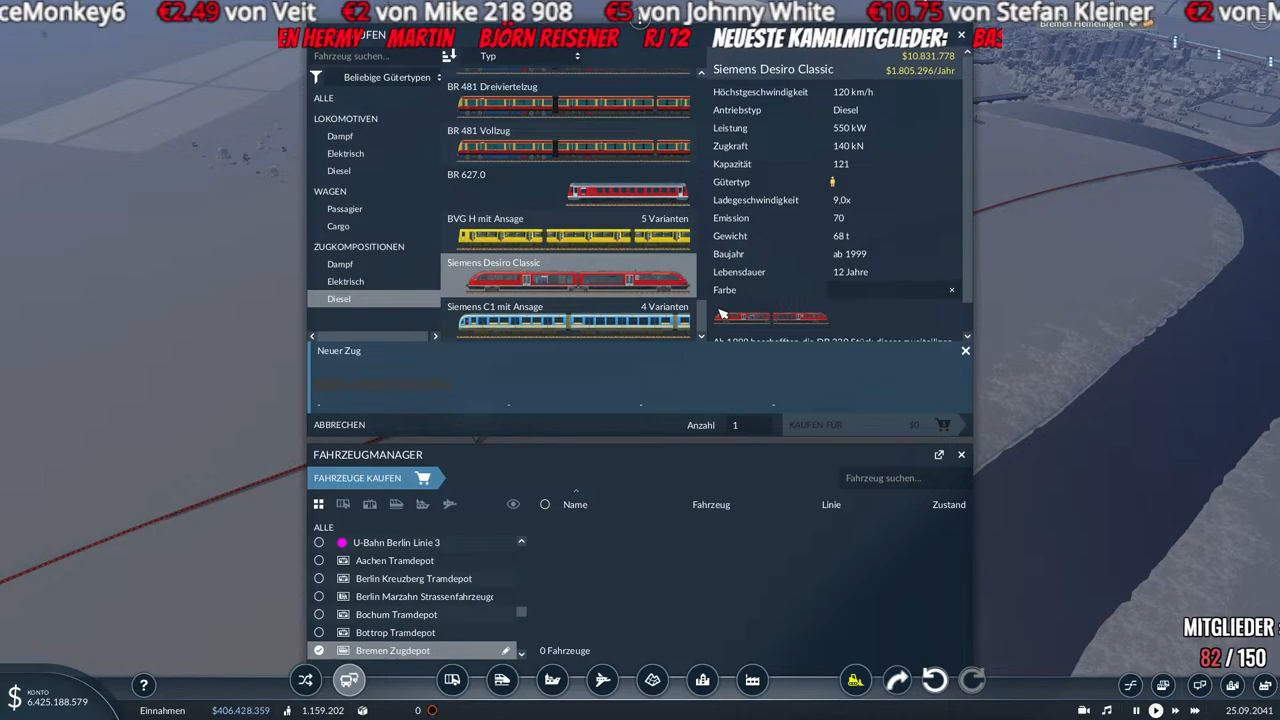 ceMonkey6 €2.49 von Veit €2 von Mike 218 908 €5 von Johnny White €10.75 von Stefan Kleiner €2 von
EN HERMY MARTIN BJÖRN REISENER RJ 72 NEUESTE KANALMITGLIEDER: BAS
Bremen Hemelingen
UFEN
Fahrzeug suchen...
Typ
Beliebige Gütertypen
ALLE
LOKOMOTIVEN
Dampf
Elektrisch
Diesel
WAGEN
Passagier
Cargo
ZUGKOMPOSITIONEN
Dampf
Elektrisch
Diesel
BR 481 Dreiviertelzug
BR 481 Vollzug
BR 627.0
BVG H mit Ansage 5 Varianten
Siemens Desiro Classic
Siemens C1 mit Ansage 4 Varianten
$10.831.778
Siemens Desiro Classic $1.805.296/Jahr
Höchstgeschwindigkeit 120 km/h
Antriebstyp Diesel
Leistung 550 kW
Zugkraft 140 kN
Kapazität 121
Gütertyp
Ladegeschwindigkeit 9,0x
Emission 70
Gewicht 68 t
Baujahr ab 1999
Lebensdauer 12 Jahre
Farbe
Neuer Zug
- - - -
ABBRECHEN Anzahl 1 KAUFEN FÜR $0
FAHRZEUGMANAGER
FAHRZEUGE KAUFEN
Fahrzeug suchen...
Name Fahrzeug Linie Zustand
ALLE
U-Bahn Berlin Linie 3
Aachen Tramdepot
Berlin Kreuzberg Tramdepot
Berlin Marzahn Strassenfahrzeugd
Bochum Tramdepot
Bottrop Tramdepot
Bremen Zugdepot 0 Fahrzeuge
MITGLIEDER
82 / 150
$ KONTO
6.425.188.579
?
Einnahmen $406.428.359 1.159.202 0
25.09.2041